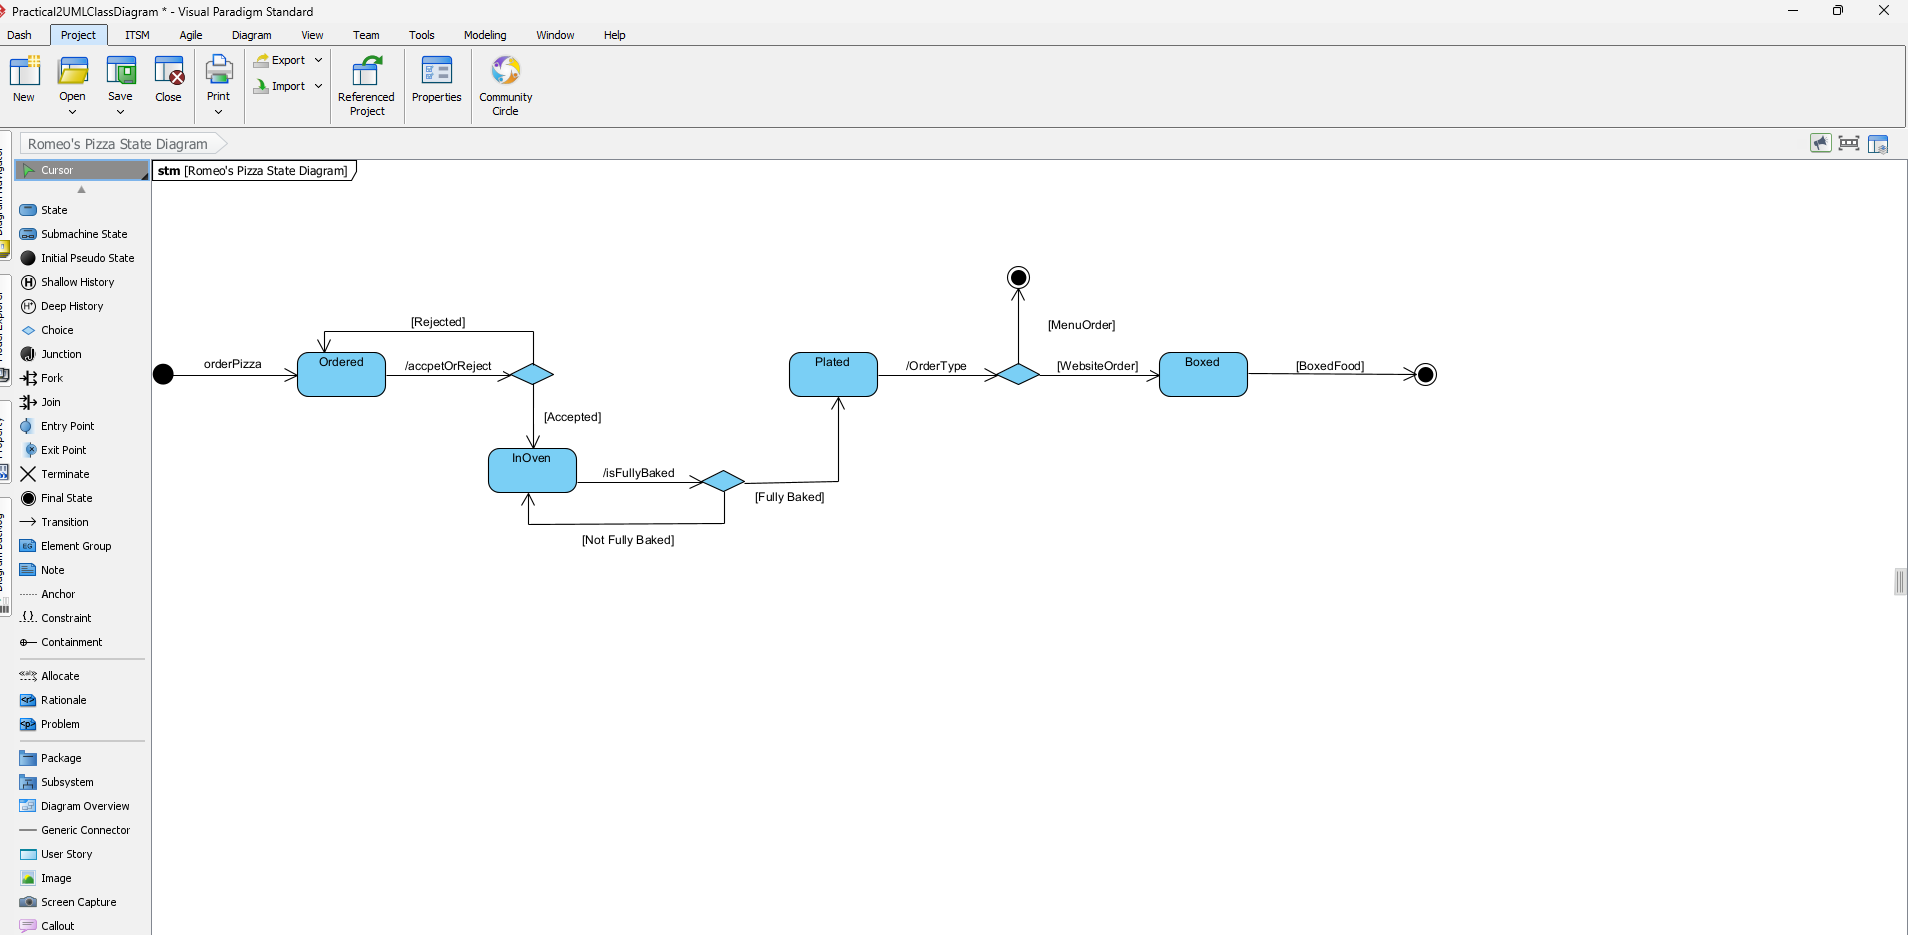 Practical2UMLClassDiagram * - Visual Paradigm Standard
Dash Project ITSM Agile Diagram View Team Tools Modeling Window Help
New Open Save Close Print Export Import Referenced Project Properties Community Circle
Romeo's Pizza State Diagram
Cursor
stm [Romeo's Pizza State Diagram]
State
Submachine State
Initial Pseudo State
Shallow History
Deep History
Choice
Junction
Fork
Join
Entry Point
Exit Point
Terminate
Final State
Transition
Element Group
Note
Anchor
Constraint
Containment
Allocate
Rationale
Problem
Package
Subsystem
Diagram Overview
Generic Connector
User Story
Image
Screen Capture
Callout
orderPizza
Ordered
[Rejected]
/accpetOrReject
[Accepted]
InOven
/isFullyBaked
[Not Fully Baked]
[Fully Baked]
Plated
/OrderType
[MenuOrder]
[WebsiteOrder]
Boxed
[BoxedFood]